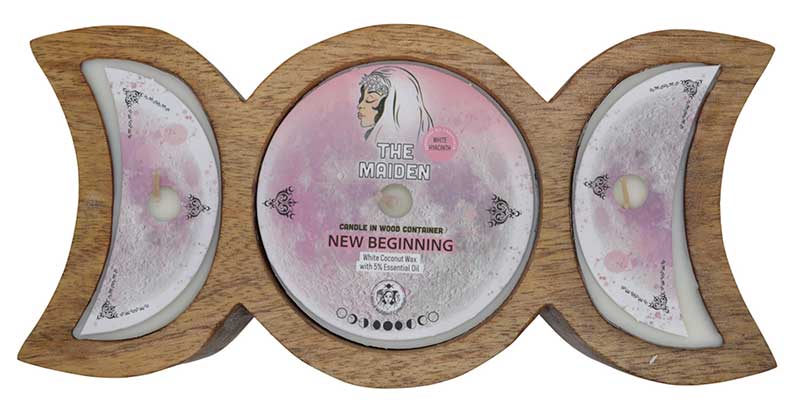 WHITE
HYACINTH
THE
MAIDEN
CANDLE IN WOOD CONTAINER
NEW BEGINNING
White Coconut Wax
with 5% Essential Oil